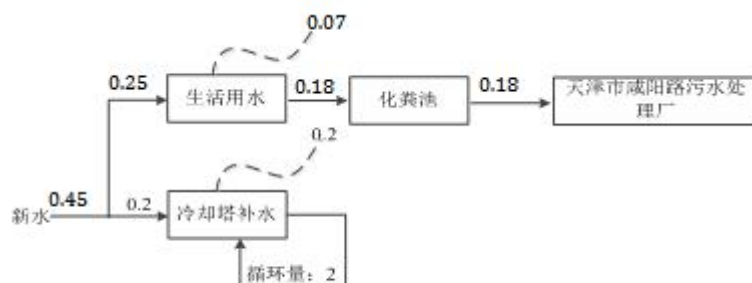 0.07
0.25
生活用水
0.18
化粪池
0.18
天津市咸阳路污水处
理厂
0.2
新水
0.45
0.2
冷却塔补水
循环量：2